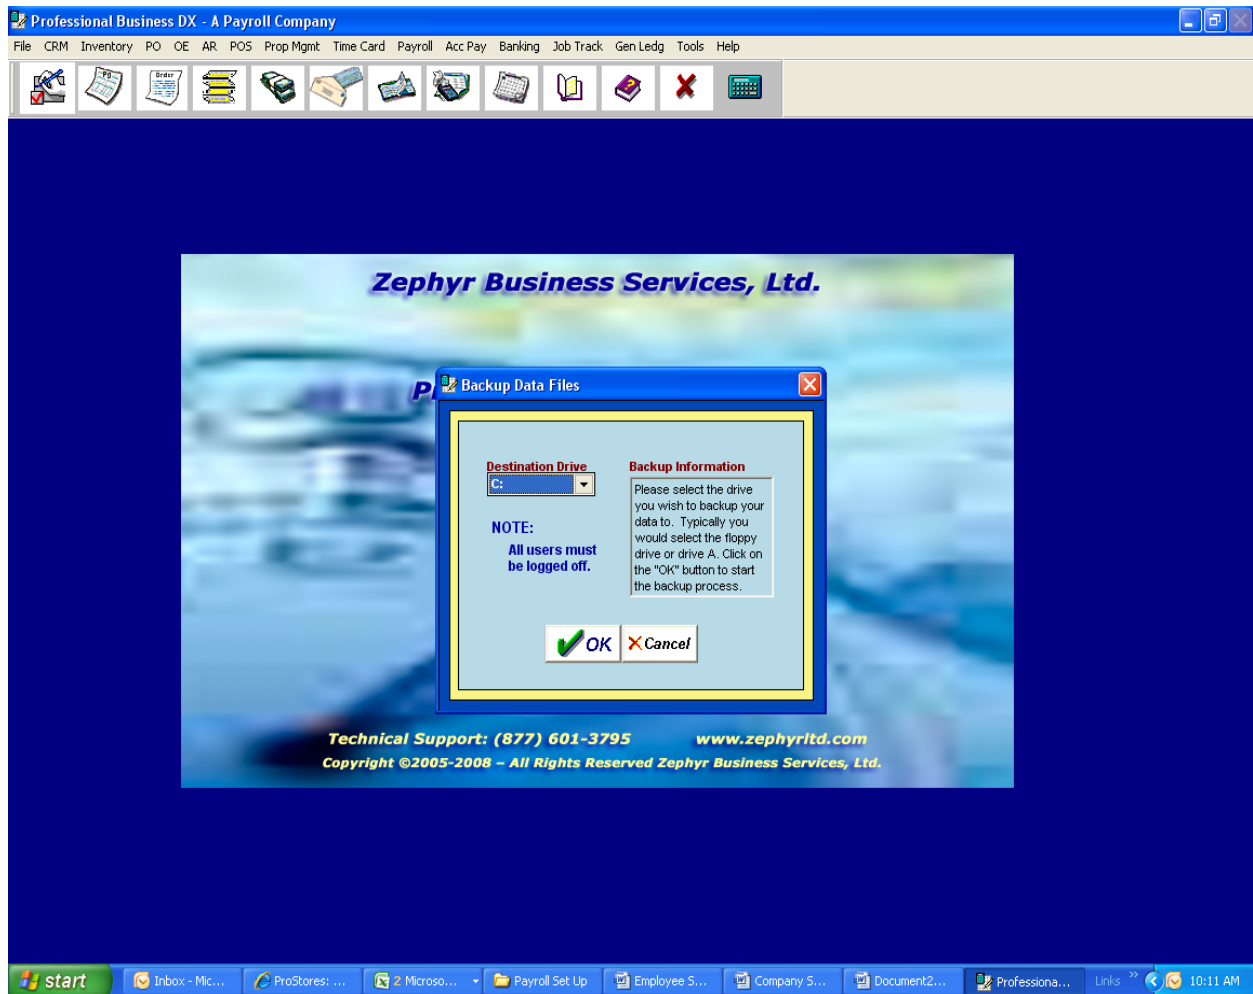 Professional Business DX - A Payroll Company
File CRM Inventory PO OE AR POS Prop Mgmt Time Card Payroll Acc Pay Banking Job Track Gen Ledg Tools Help
PO
Order
Zephyr Business Services, Ltd.
P
Backup Data Files
Destination Drive
C:
NOTE:
All users must
be logged off.
Backup Information
Please select the drive
you wish to backup your
data to. Typically you
would select the floppy
drive or drive A. Click on
the "OK" button to start
the backup process.
OK
Cancel
Technical Support: (877) 601-3795 www.zephyrltd.com
Copyright ©2005-2008 – All Rights Reserved Zephyr Business Services, Ltd.
start Inbox - Mic... ProStores: ... 2 Microso... Payroll Set Up Employee S... Company S... Document2... Professiona... Links » 10:11 AM